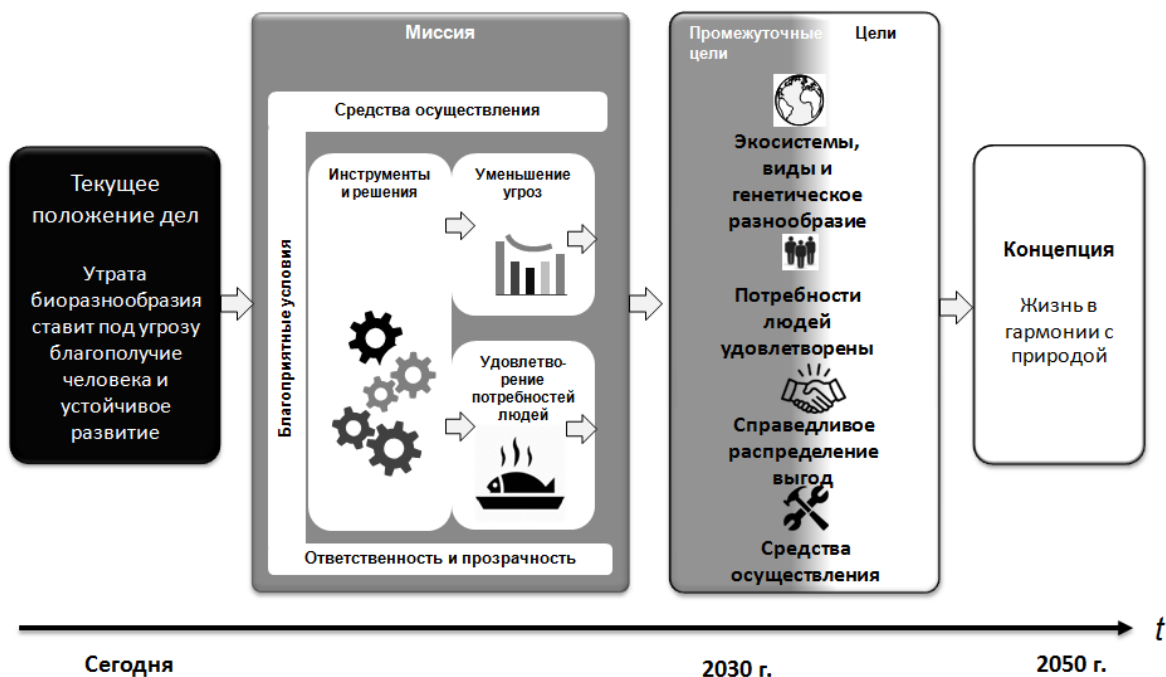 Текущее
положение дел
Утрата
биоразнообразия
ставит под угрозу
благополучие
человека и
устойчивое
развитие
Миссия
Средства осуществления
Благоприятные условия
Инструменты
и решения
Уменьшение
угроз
Удовлетво-
рение
потребностей
людей
Ответственность и прозрачность
Промежуточные
цели
Цели
Экосистемы,
виды и
генетическое
разнообразие
Потребности
людей
удовлетворены
Справедливое
распределение
выгод
Средства
осуществления
Концепция
Жизнь в
гармонии с
природой
t
Сегодня
2030 г.
2050 г.